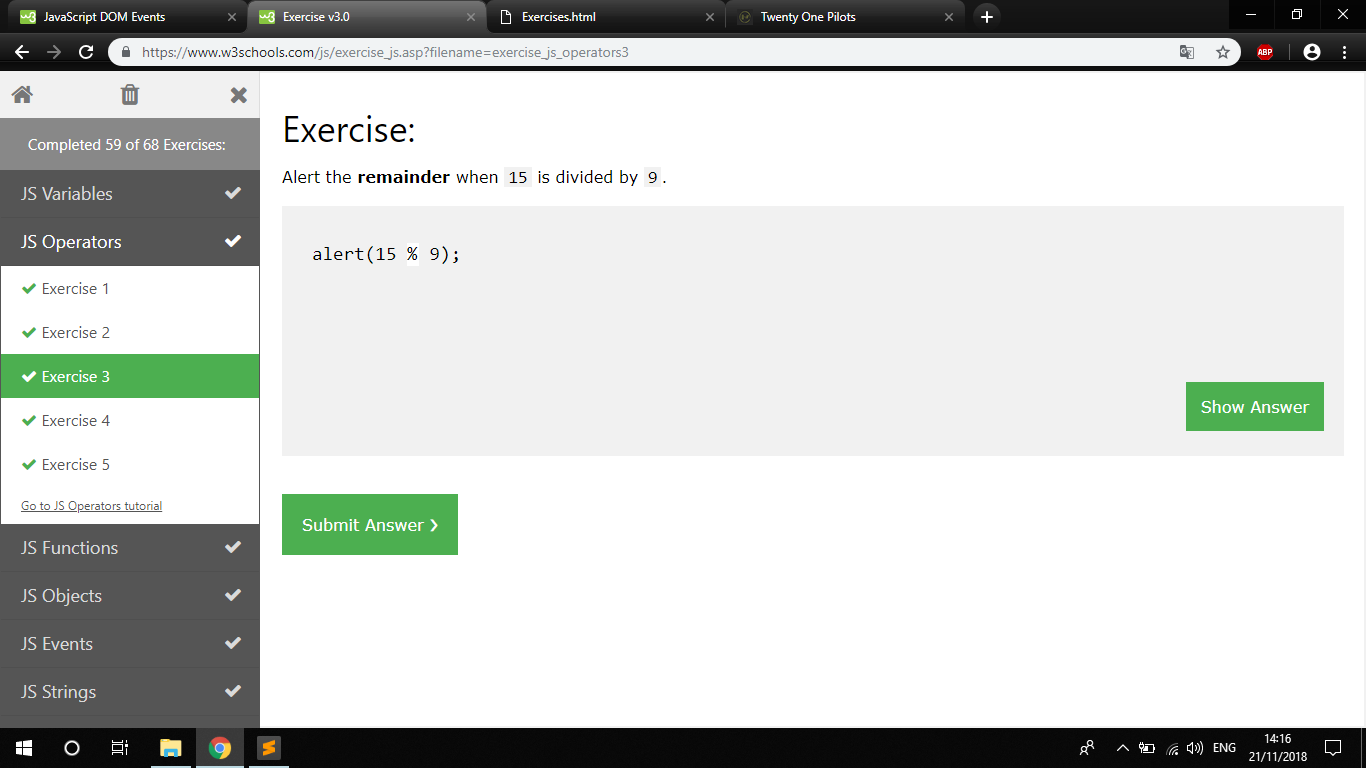 JavaScript DOM Events
Exercise v3.0
Exercises.html
Twenty One Pilots
https://www.w3schools.com/js/exercise_js.asp?filename=exercise_js_operators3
ABP
Completed 59 of 68 Exercises:
JS Variables
JS Operators
Exercise 1
Exercise 2
Exercise 3
Exercise 4
Exercise 5
Go to JS Operators tutorial
JS Functions
JS Objects
JS Events
JS Strings
Exercise:
Alert the remainder when 15 is divided by 9.
alert(15 % 9);
Show Answer
Submit Answer ❯
ENG
14:16
21/11/2018